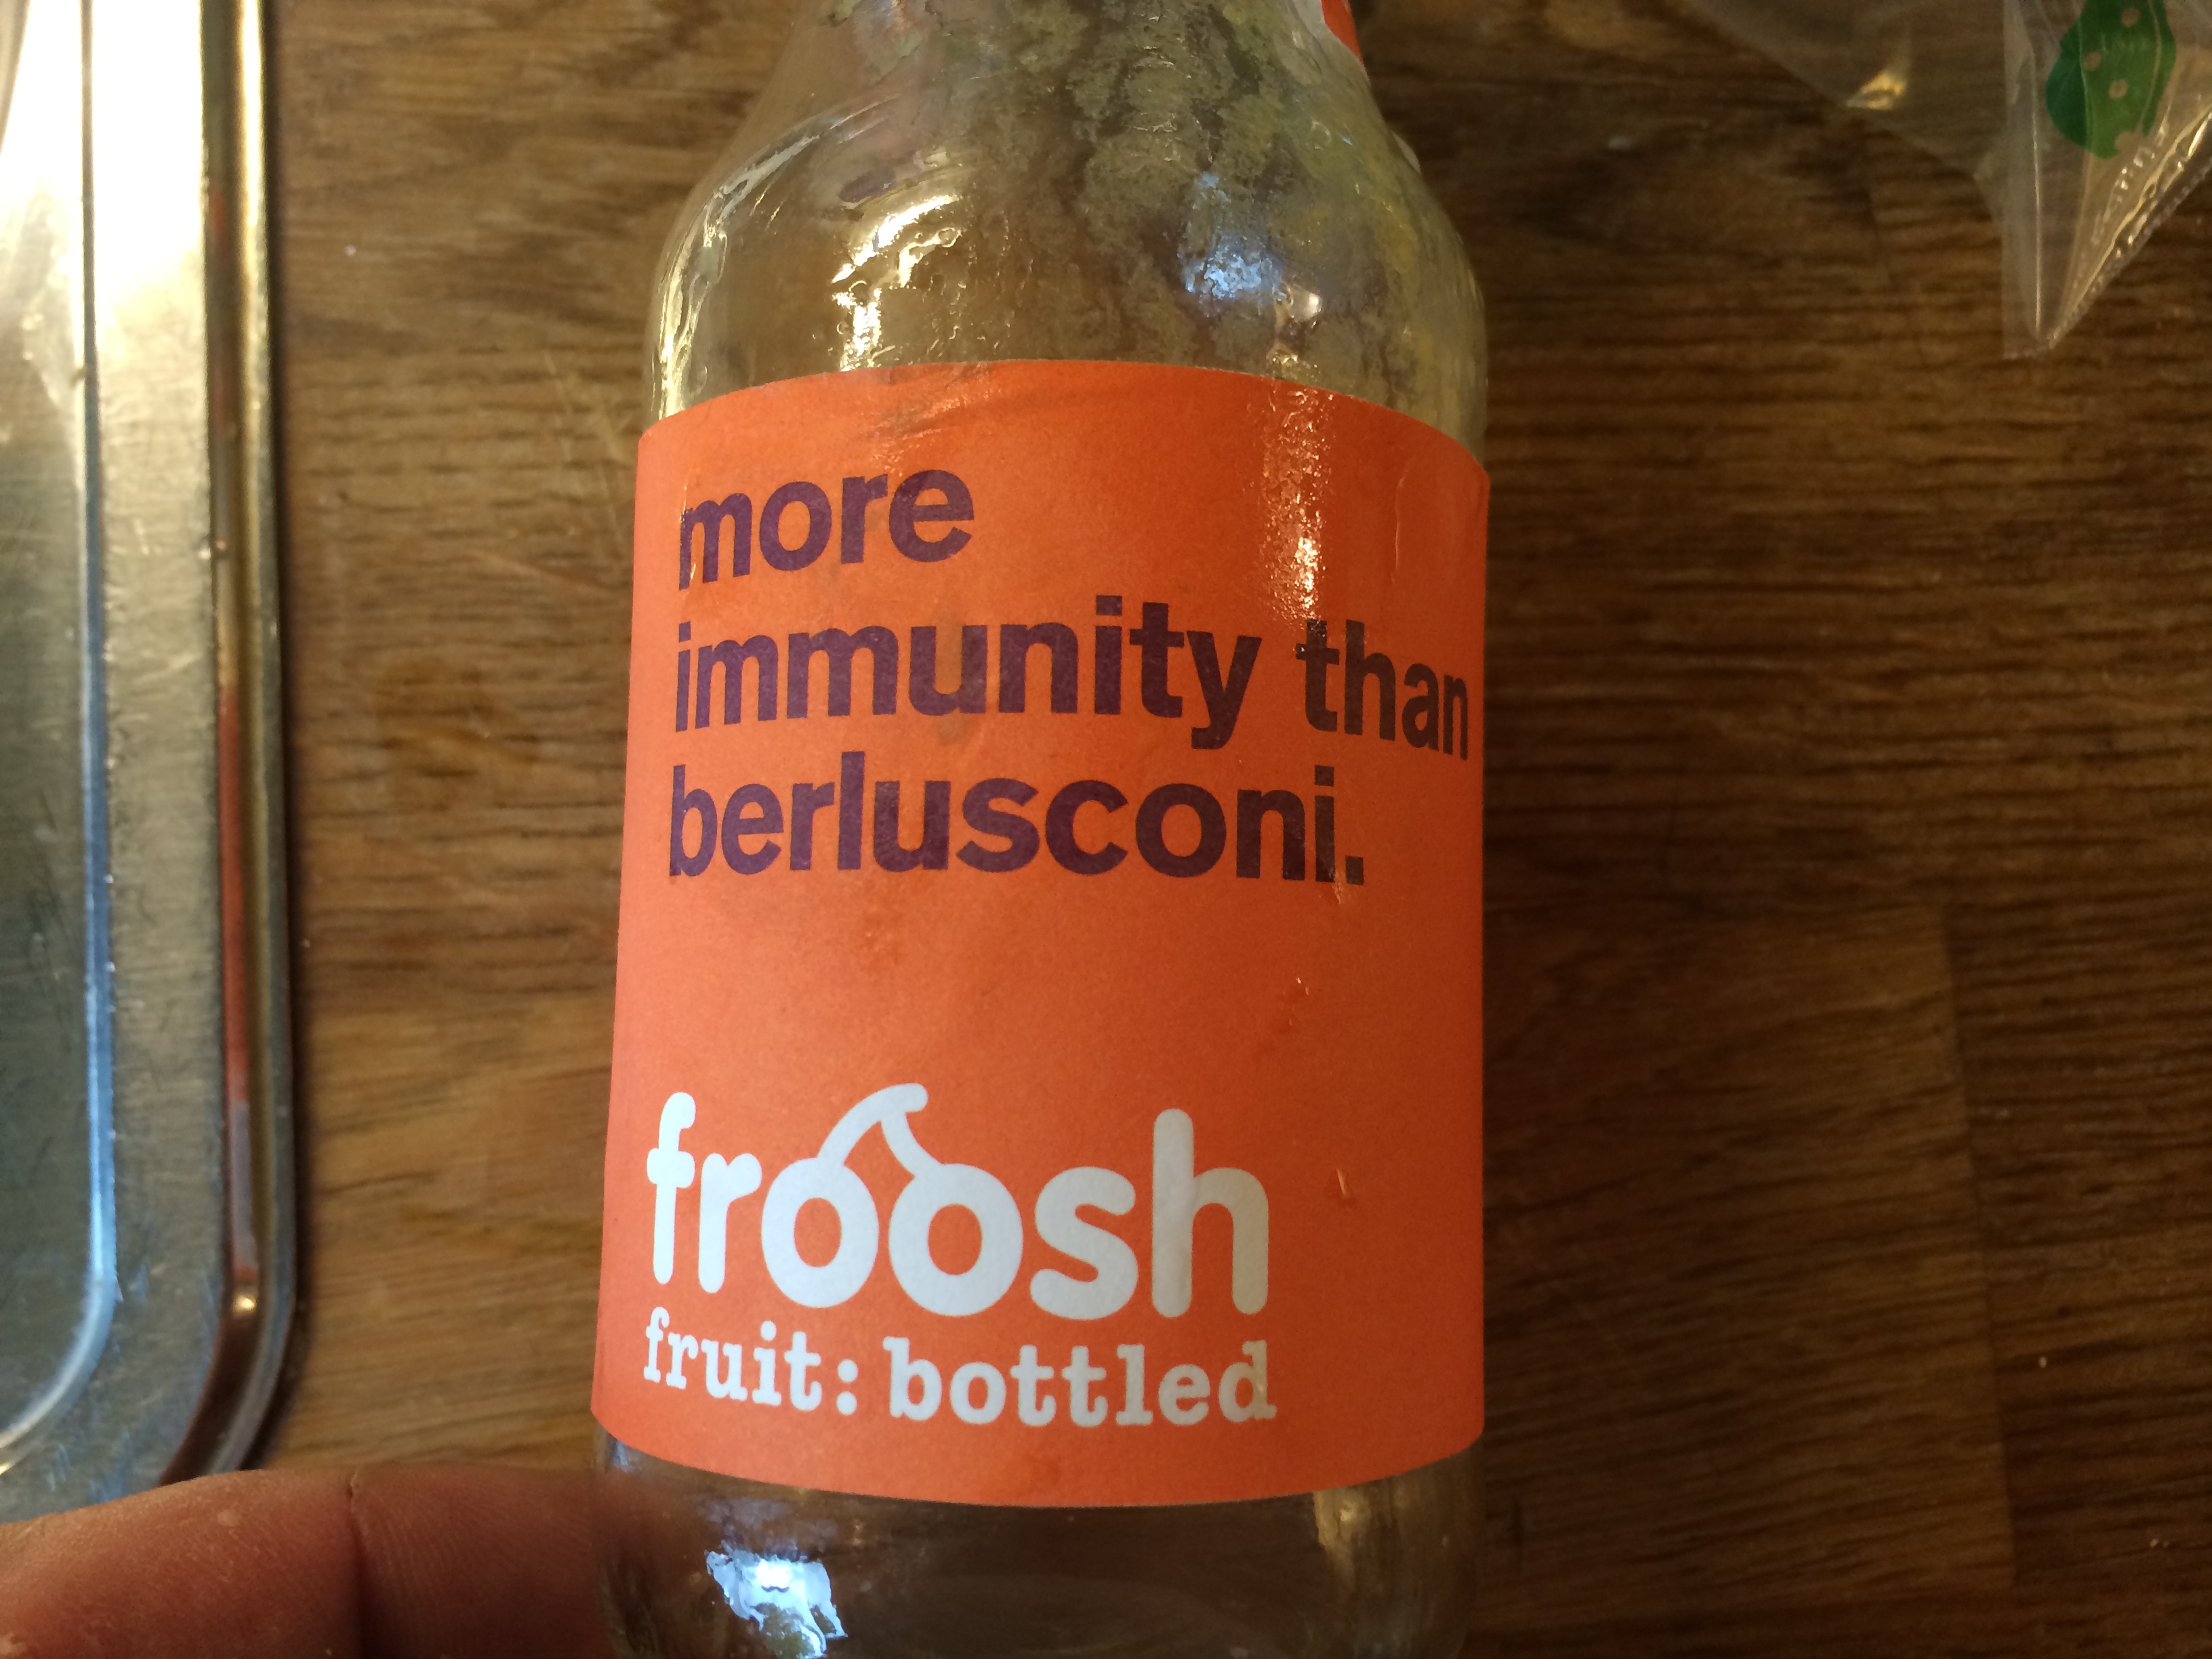 more
immunity than
berlusconi.
froosh
fruit: bottled